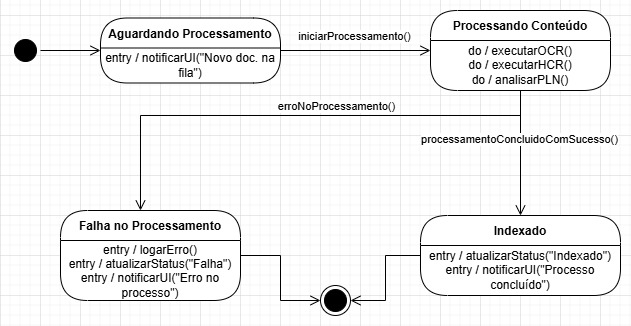 Aguardando Processamento
entry / notificarUI("Novo doc. na
fila")
iniciarProcessamento()
Processando Conteúdo
do / executarOCR()
do / executarHCR()
do / analisarPLN()
erroNoProcessamento()
processamentoConcluidoComSucesso()
Falha no Processamento
entry / logarErro()
entry / atualizarStatus("Falha")
entry / notificarUI("Erro no
processo")
Indexado
entry / atualizarStatus("Indexado")
entry / notificarUI("Processo
concluído")